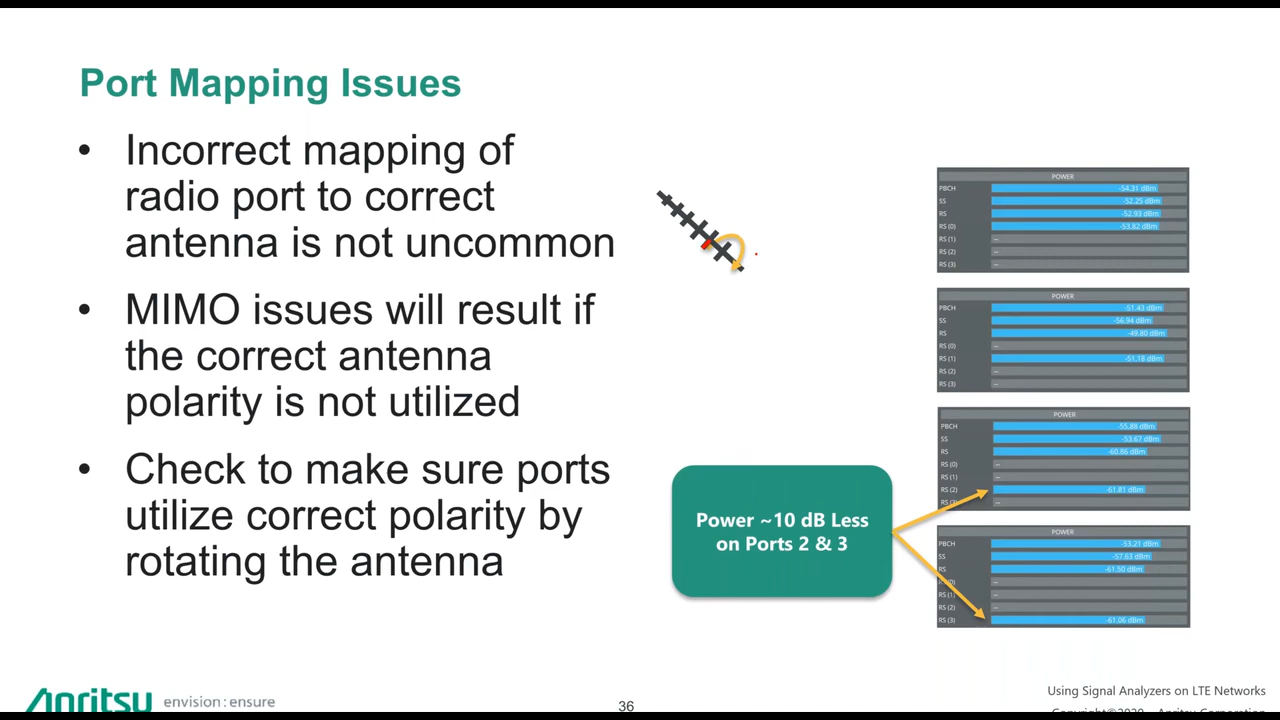 Port Mapping Issues
• Incorrect mapping of
radio port to correct
antenna is not uncommon
• MIMO issues will result if
the correct antenna
polarity is not utilized
• Check to make sure ports
utilize correct polarity by
rotating the antenna
POWER
PBCH -54.31 dBm
SS -52.25 dBm
RS -52.93 dBm
RS (0) -53.82 dBm
RS (1) --
RS (2) --
RS (3) --
POWER
PBCH -51.43 dBm
SS -56.94 dBm
RS -49.80 dBm
RS (0) --
RS (1) -51.18 dBm
RS (2) --
RS (3) --
POWER
PBCH -55.88 dBm
SS -53.67 dBm
RS -60.86 dBm
RS (0) --
RS (1) --
RS (2) -61.81 dBm
RS (3) --
Power ~10 dB Less
on Ports 2 & 3
POWER
PBCH -53.21 dBm
SS -57.63 dBm
RS -61.50 dBm
RS (0) --
RS (1) --
RS (2) --
RS (3) -61.06 dBm
Anritsu envision : ensure
36
Using Signal Analyzers on LTE Networks
Copyright©2020 Anritsu Corporation